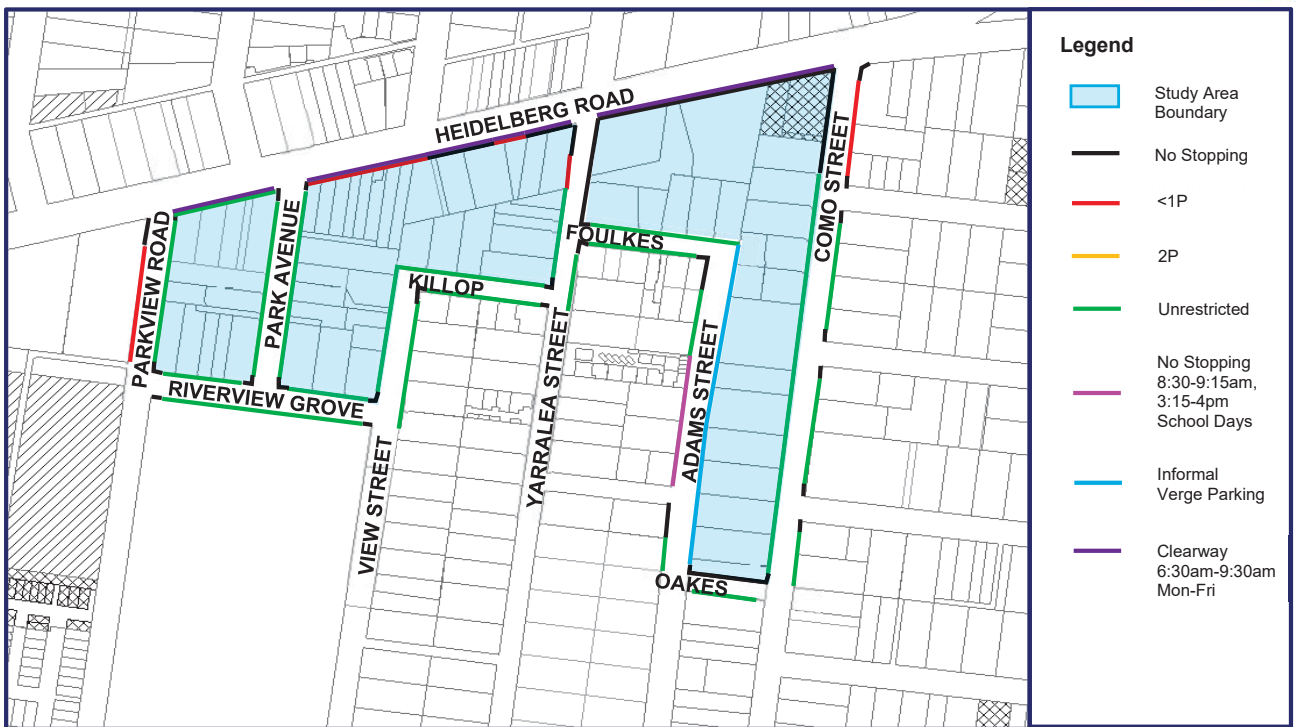 HEIDELBERG ROAD
COMO STREET
PARKVIEW ROAD
PARK AVENUE
FOULKES
KILLOP
RIVERVIEW GROVE
YARRALEA STREET
ADAMS STREET
VIEW STREET
OAKES
Legend
Study Area
Boundary
No Stopping
<1P
2P
Unrestricted
No Stopping
8:30-9:15am,
3:15-4pm
School Days
Informal
Verge Parking
Clearway
6:30am-9:30am
Mon-Fri